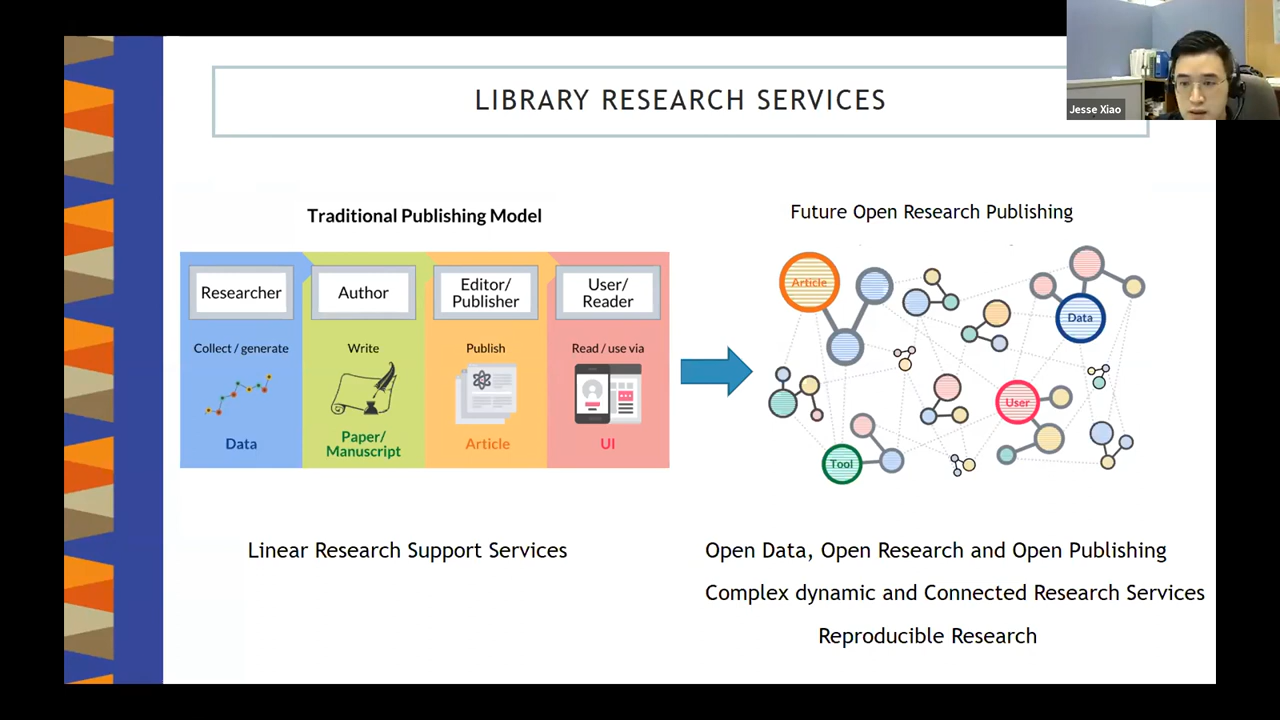 LIBRARY RESEARCH SERVICES
Jesse Xiao
Traditional Publishing Model
Researcher
Author
Editor/
Publisher
User/
Reader
Collect / generate
Write
Publish
Read / use via
Data
Paper/
Manuscript
Article
UI
Linear Research Support Services
Future Open Research Publishing
Article
Data
User
Tool
Open Data, Open Research and Open Publishing
Complex dynamic and Connected Research Services
Reproducible Research